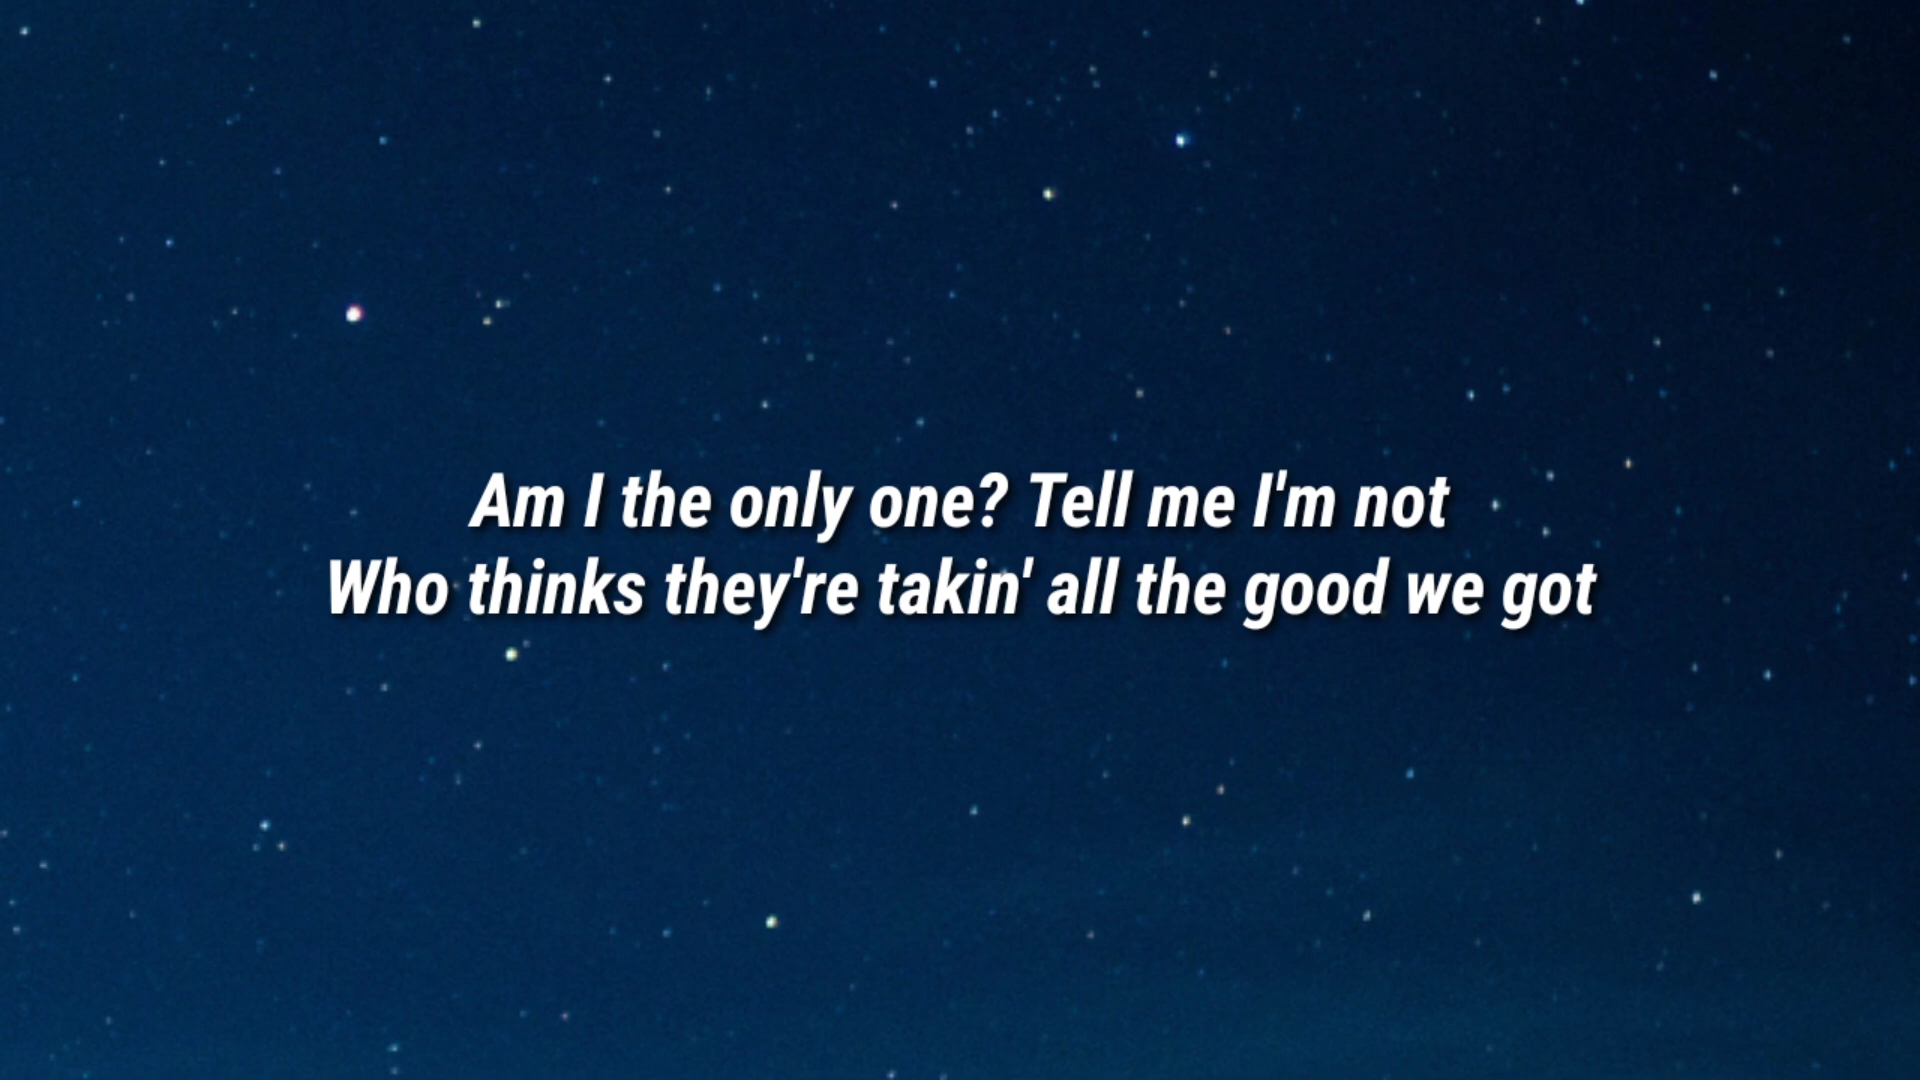 Am I the only one? Tell me I'm not
Who thinks they're takin' all the good we got